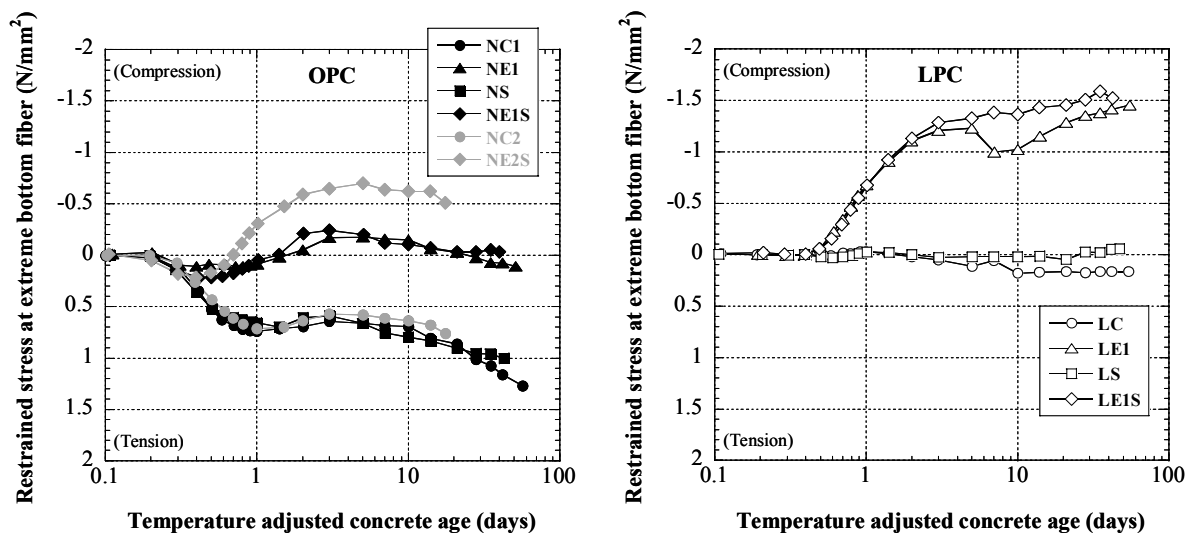 Restrained stress at extreme bottom fiber (N/mm²)
-2
-1.5
-1
-0.5
0
0.5
1
1.5
2
(Compression)
OPC
NC1
NE1
NS
NE1S
NC2
NE2S
(Tension)
0.1
1
10
100
Temperature adjusted concrete age (days)
Restrained stress at extreme bottom fiber (N/mm²)
-2
-1.5
-1
-0.5
0
0.5
1
1.5
2
(Compression)
LPC
LC
LE1
LS
LE1S
(Tension)
0.1
1
10
100
Temperature adjusted concrete age (days)